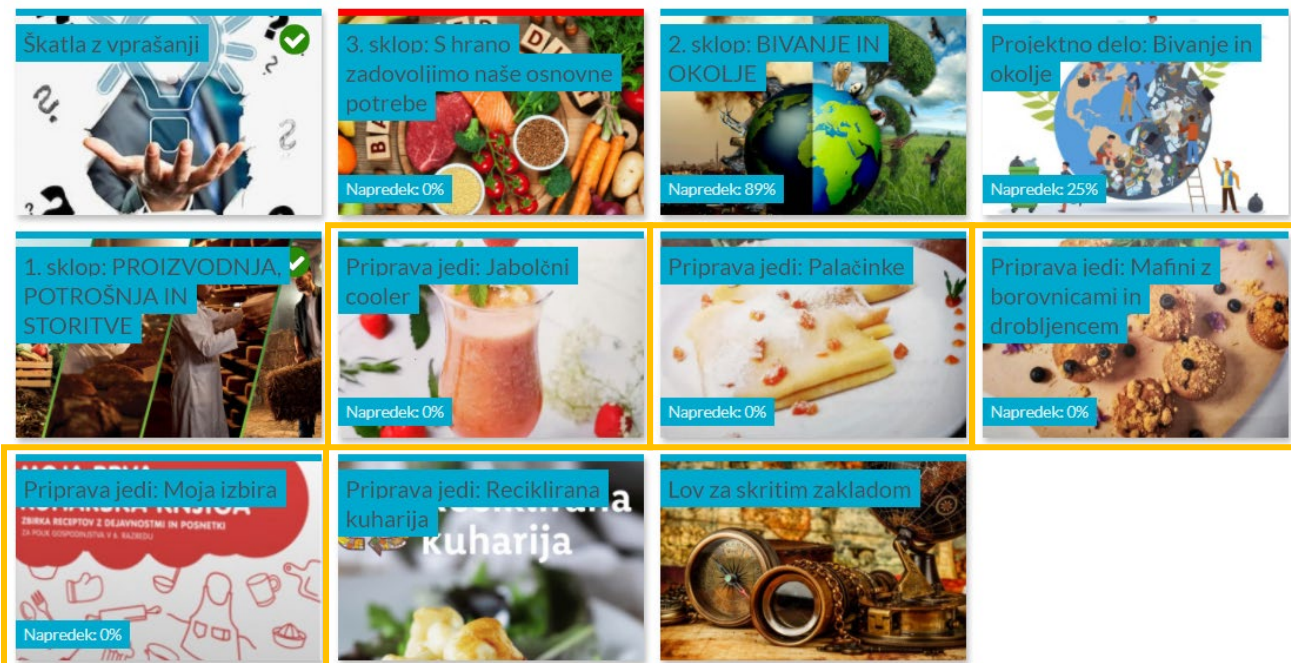 Škatla z vprašanji
3. sklop: S hrano
zadovoljimo naše osnovne
potrebe
Napredek: 0%
2. sklop: BIVANJE IN
OKOLJE
Napredek: 89%
Projektno delo: Bivanje in
okolje
Napredek: 25%
1. sklop: PROIZVODNJA,
POTROŠNJA IN
STORITVE
Priprava jedi: Jabolčni
cooler
Napredek: 0%
Priprava jedi: Palačinke
Napredek: 0%
Priprava jedi: Mafini z
borovnicami in
drobljencem
Napredek: 0%
Priprava jedi: Moja izbira
ZBIRKA RECEPTOV Z DEJAVNOSTMI IN POSNETKI
ZA POUK GOSPODINJSTVA V 6. RAZREDU
Napredek: 0%
Priprava jedi: Reciklirana
kuharija
kuharija
Lov za skritim zakladom